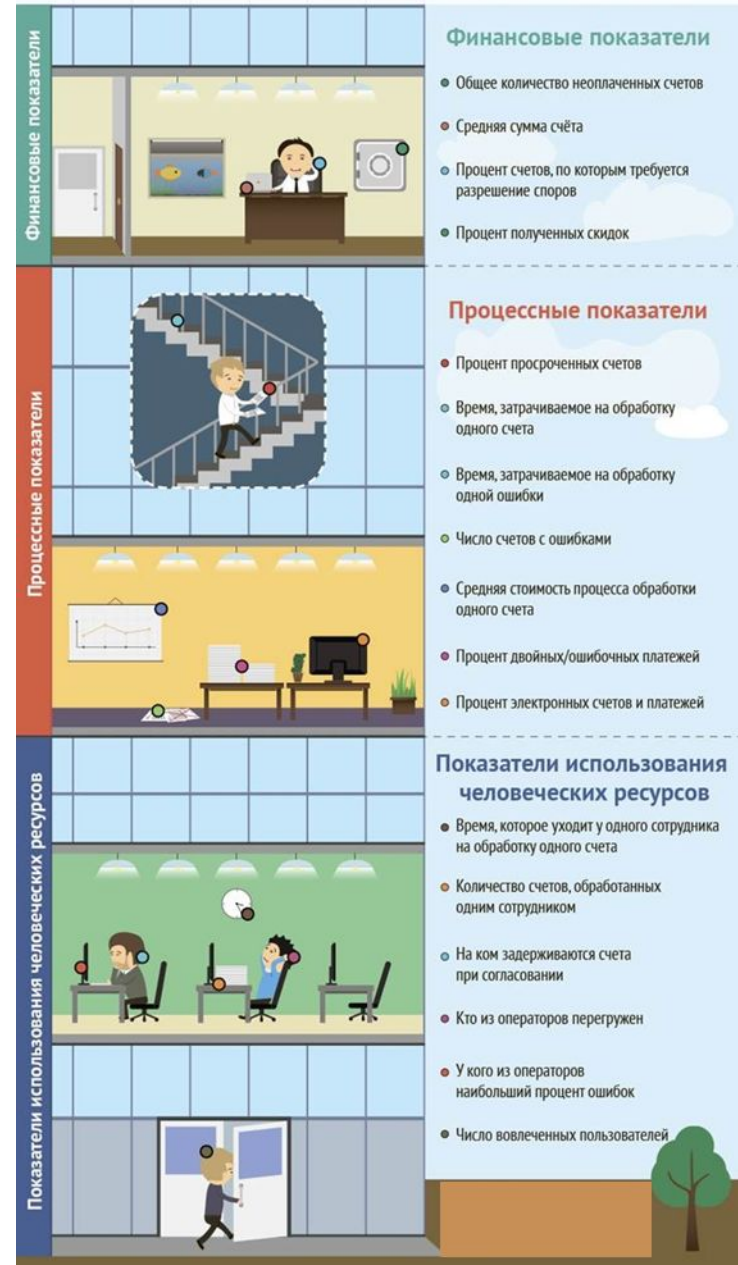 Финансовые показатели
Финансовые показатели
Общее количество неоплаченных счетов
Средняя сумма счёта
Процент счетов, по которым требуется
разрешение споров
Процент полученных скидок
Процессные показатели
Процессные показатели
Процент просроченных счетов
Время, затрачиваемое на обработку
одного счета
Время, затрачиваемое на обработку
одной ошибки
Число счетов с ошибками
Средняя стоимость процесса обработки
одного счета
Процент двойных/ошибочных платежей
Процент электронных счетов и платежей
Показатели использования человеческих ресурсов
Показатели использования
человеческих ресурсов
Время, которое уходит у одного сотрудника
на обработку одного счета
Количество счетов, обработанных
одним сотрудником
На ком задерживаются счета
при согласовании
Кто из операторов перегружен
У кого из операторов
наибольший процент ошибок
Число вовлеченных пользователей